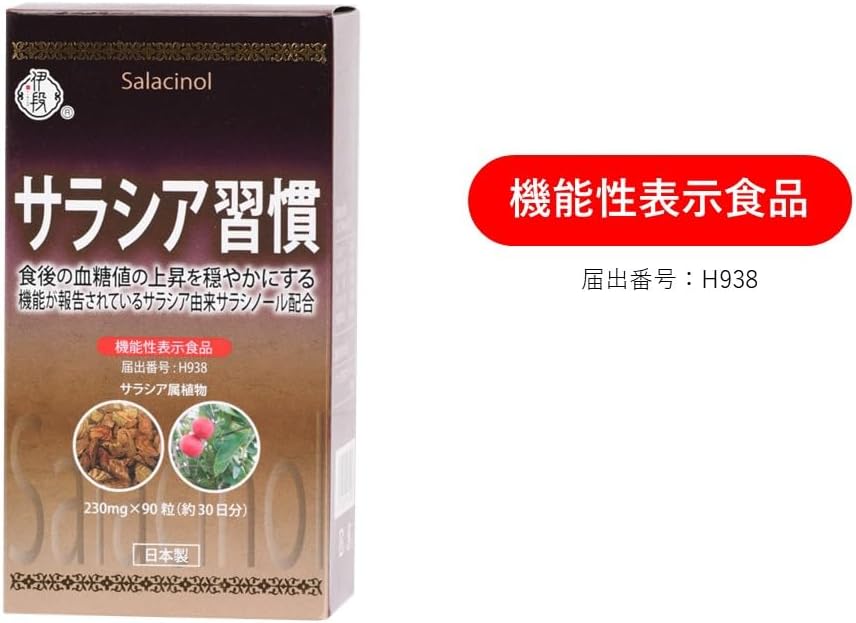 伊段
®
Salacinol
サラシア習慣
食後の血糖値の上昇を穏やかにする
機能が報告されているサラシア由来サラシノール配合
機能性表示食品
届出番号:H938
サラシア属植物
230mg×90粒(約30日分)
Salacinol
日本製
機能性表示食品
届出番号：H938